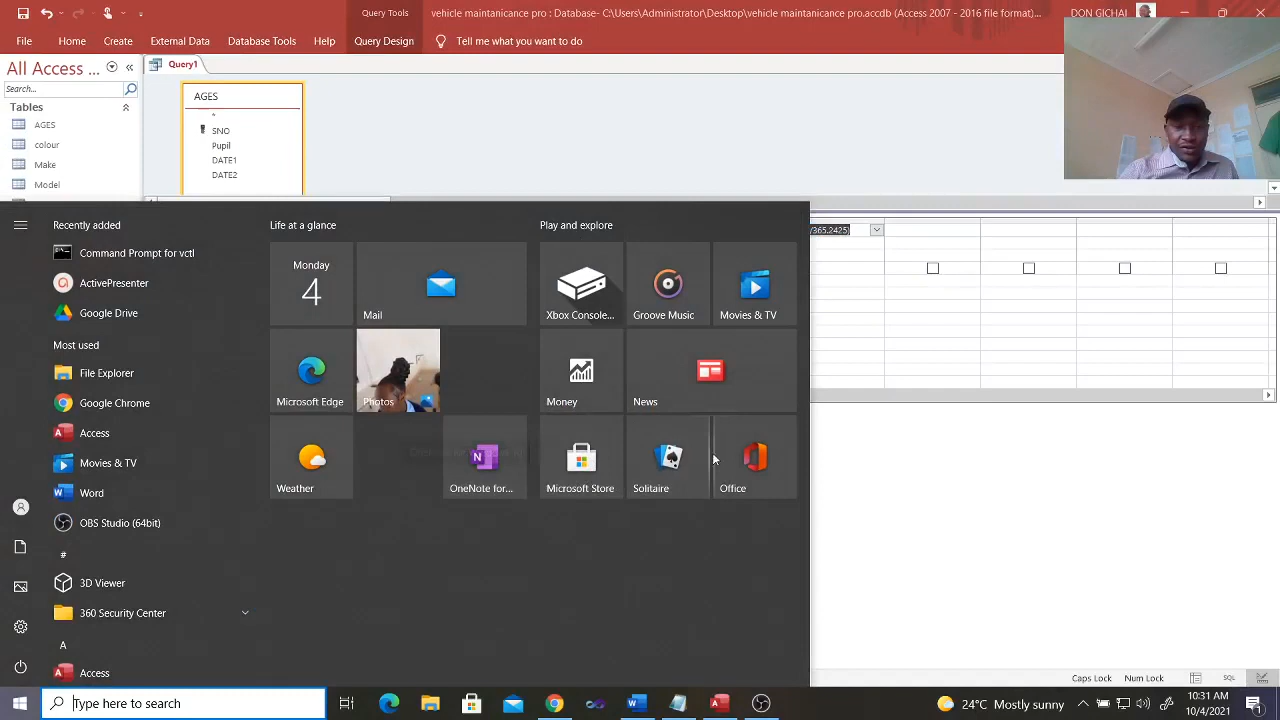 Query Tools
vehicle maintanicance pro : Database- C:\Users\Administrator\Desktop\vehicle maintanicance pro.accdb (Access 2007 - 2016 file format)...
DON GICHAI
File
Home
Create
External Data
Database Tools
Help
Query Design
Tell me what you want to do
All Access ...
Search...
Tables
AGES
colour
Make
Model
Query1
AGES
*
SNO
Pupil
DATE1
DATE2
/365.2425)
Recently added
Command Prompt for vctl
ActivePresenter
Google Drive
Most used
File Explorer
Google Chrome
Access
Movies & TV
Word
OBS Studio (64bit)
#
3D Viewer
360 Security Center
A
Access
Life at a glance
Monday
4
Mail
Microsoft Edge
Photos
Weather
OneNote for...
Play and explore
Xbox Console...
Groove Music
Movies & TV
Money
News
Microsoft Store
Solitaire
Office
Caps Lock
Num Lock
SQL
Type here to search
24°C Mostly sunny
10:31 AM
10/4/2021